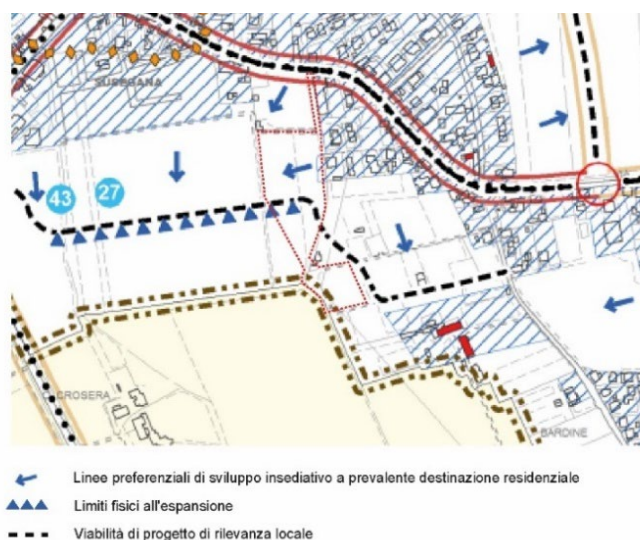 SUREGANA
43
27
CROSERA
BARDINE
Linee preferenziali di sviluppo insediativo a prevalente destinazione residenziale
Limiti fisici all'espansione
Viabilità di progetto di rilevanza locale